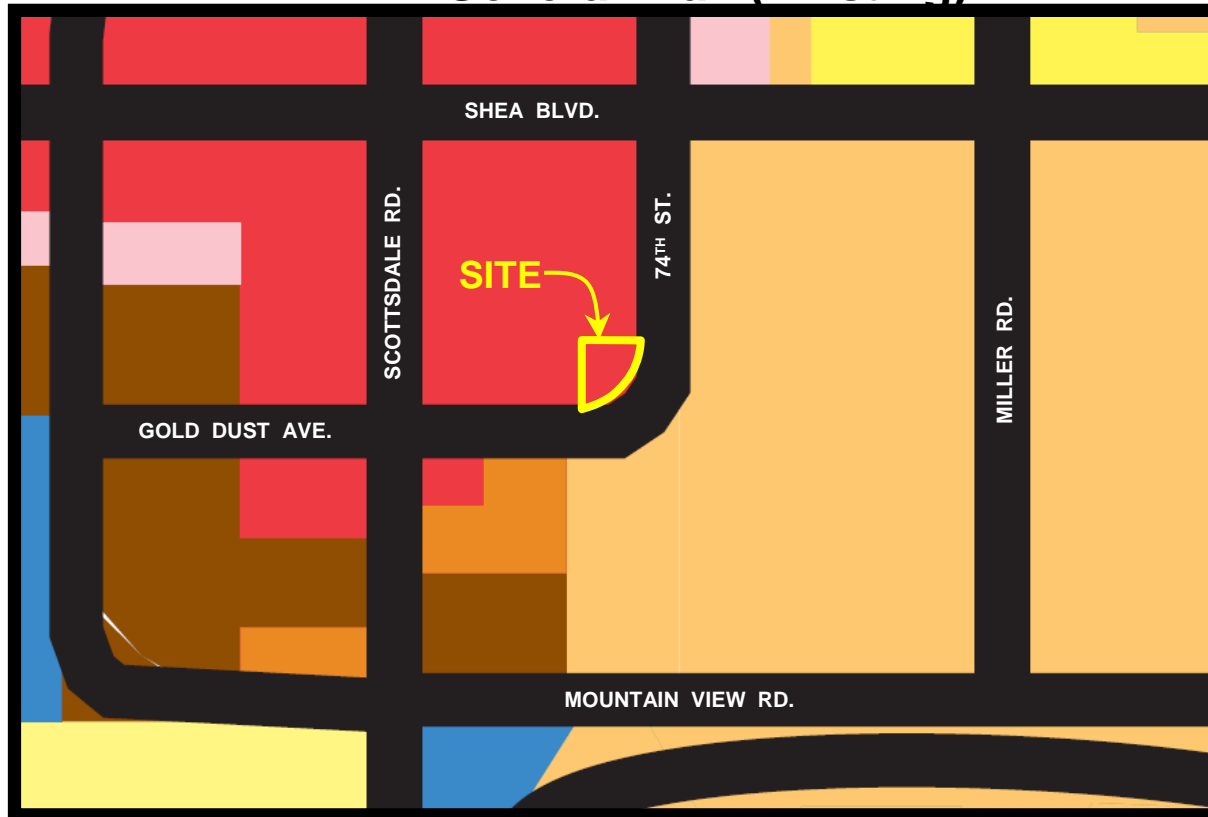 SHEA BLVD.
SCOTTSDALE RD.
74TH ST.
SITE
MILLER RD.
GOLD DUST AVE.
MOUNTAIN VIEW RD.